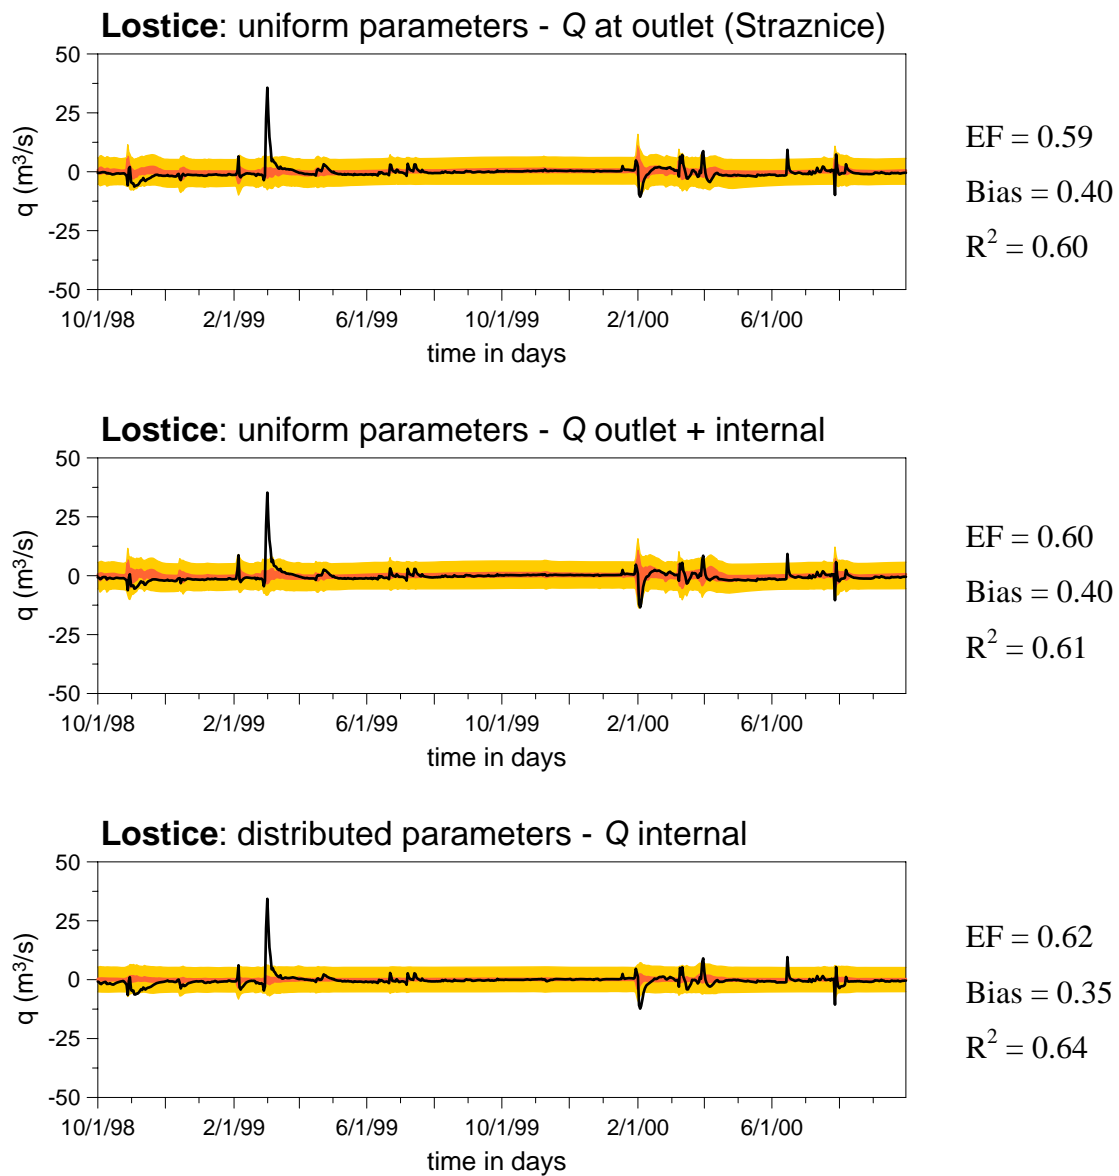 Lostice: uniform parameters - Q at outlet (Straznice)
50
25
0
-25
-50
q (m³/s)
10/1/98 2/1/99 6/1/99 10/1/99 2/1/00 6/1/00
time in days
EF = 0.59
Bias = 0.40
R² = 0.60
Lostice: uniform parameters - Q outlet + internal
50
25
0
-25
-50
q (m³/s)
10/1/98 2/1/99 6/1/99 10/1/99 2/1/00 6/1/00
time in days
EF = 0.60
Bias = 0.40
R² = 0.61
Lostice: distributed parameters - Q internal
50
25
0
-25
-50
q (m³/s)
10/1/98 2/1/99 6/1/99 10/1/99 2/1/00 6/1/00
time in days
EF = 0.62
Bias = 0.35
R² = 0.64